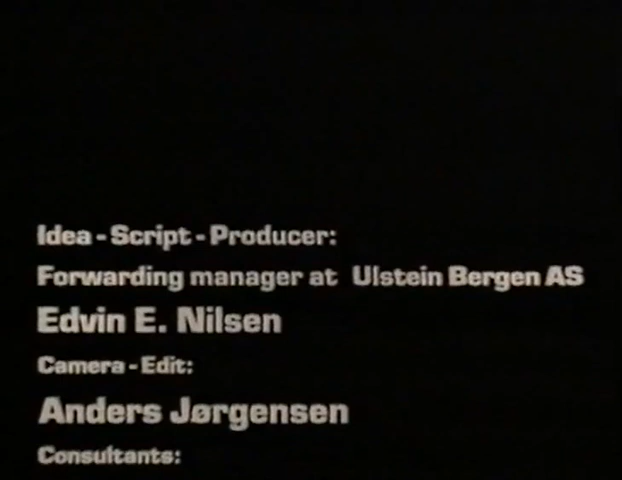 Idea - Script - Producer:
Forwarding manager at Ulstein Bergen AS
Edvin E. Nilsen
Camera - Edit:
Anders Jørgensen
Consultants: